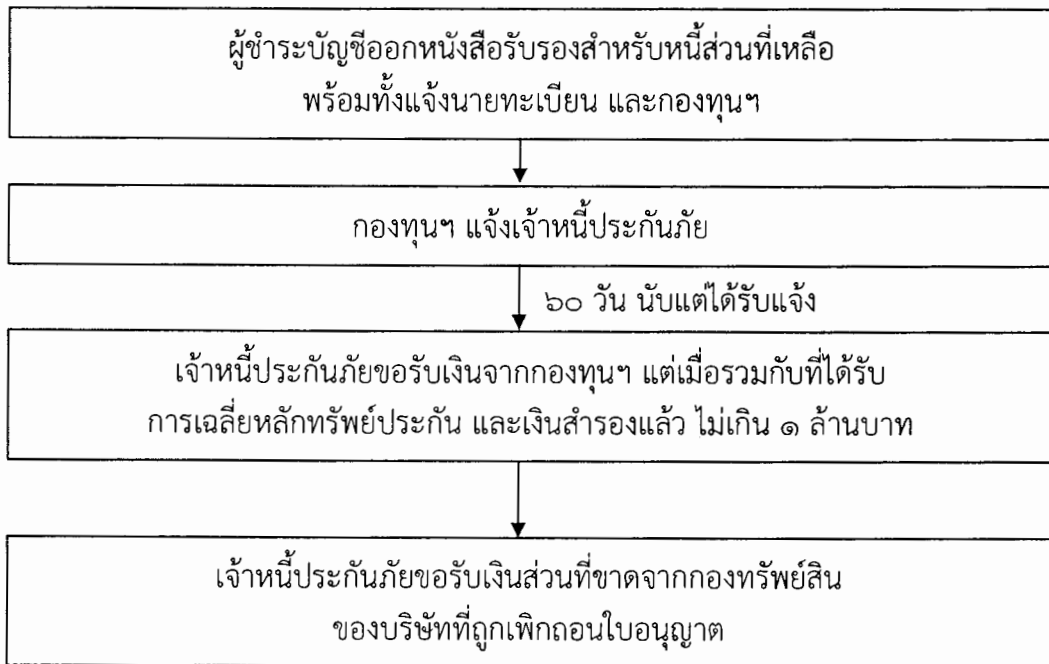 ผู้ชำระบัญชีออกหนังสือรับรองสำหรับหนี้ส่วนที่เหลือ
พร้อมทั้งแจ้งนายทะเบียน และกองทุนฯ
กองทุนฯ แจ้งเจ้าหนี้ประกันภัย
๖๐ วัน นับแต่ได้รับแจ้ง
เจ้าหนี้ประกันภัยขอรับเงินจากกองทุนฯ แต่เมื่อรวมกับที่ได้รับ
การเฉลี่ยหลักทรัพย์ประกัน และเงินสำรองแล้ว ไม่เกิน ๑ ล้านบาท
เจ้าหนี้ประกันภัยขอรับเงินส่วนที่ขาดจากกองทรัพย์สิน
ของบริษัทที่ถูกเพิกถอนใบอนุญาต